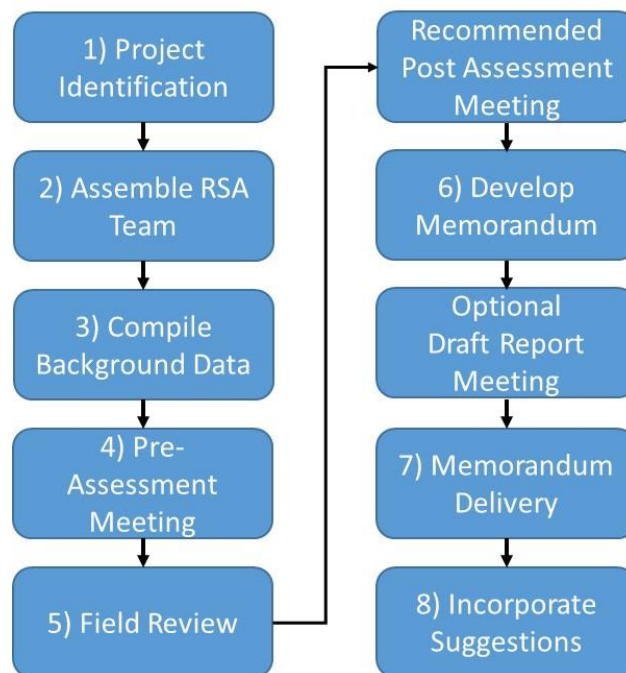 1) Project
Identification
2) Assemble RSA
Team
3) Compile
Background Data
4) Pre-
Assessment
Meeting
5) Field Review
Recommended
Post Assessment
Meeting
6) Develop
Memorandum
Optional
Draft Report
Meeting
7) Memorandum
Delivery
8) Incorporate
Suggestions